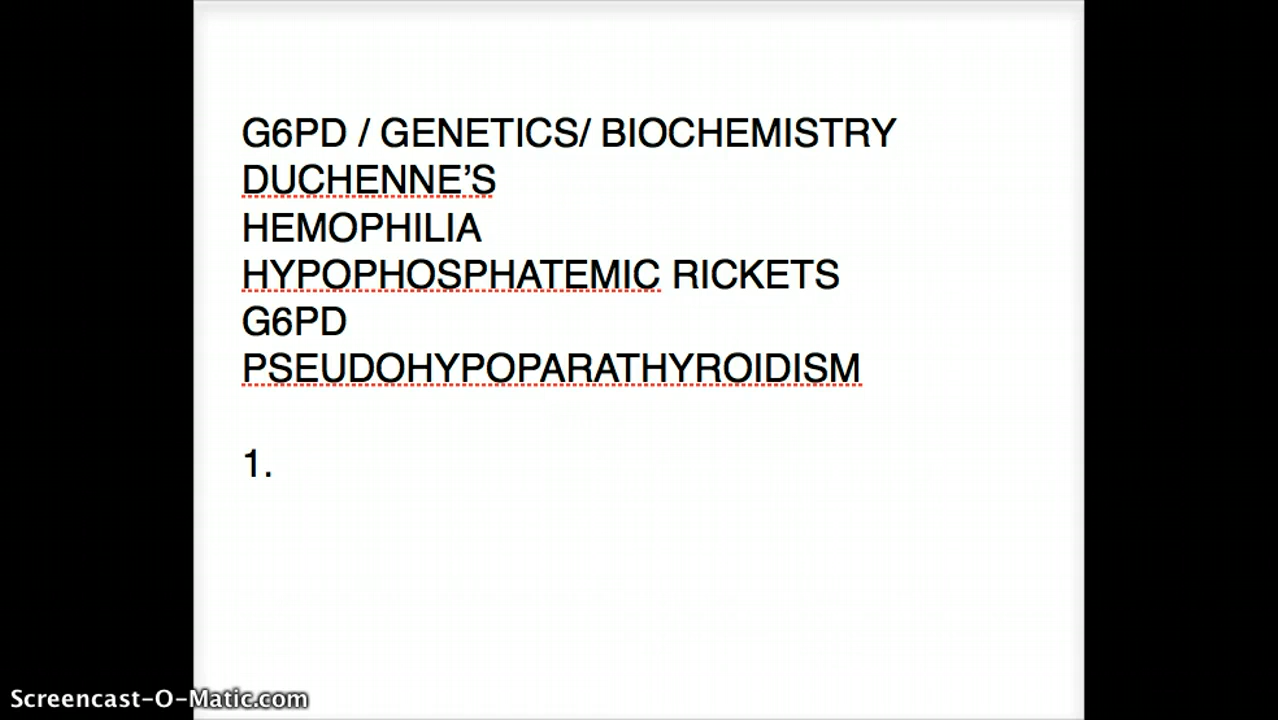 G6PD / GENETICS/ BIOCHEMISTRY
DUCHENNE’S
HEMOPHILIA
HYPOPHOSPHATEMIC RICKETS
G6PD
PSEUDOHYPOPARATHYROIDISM
1.
Screencast-O-Matic.com